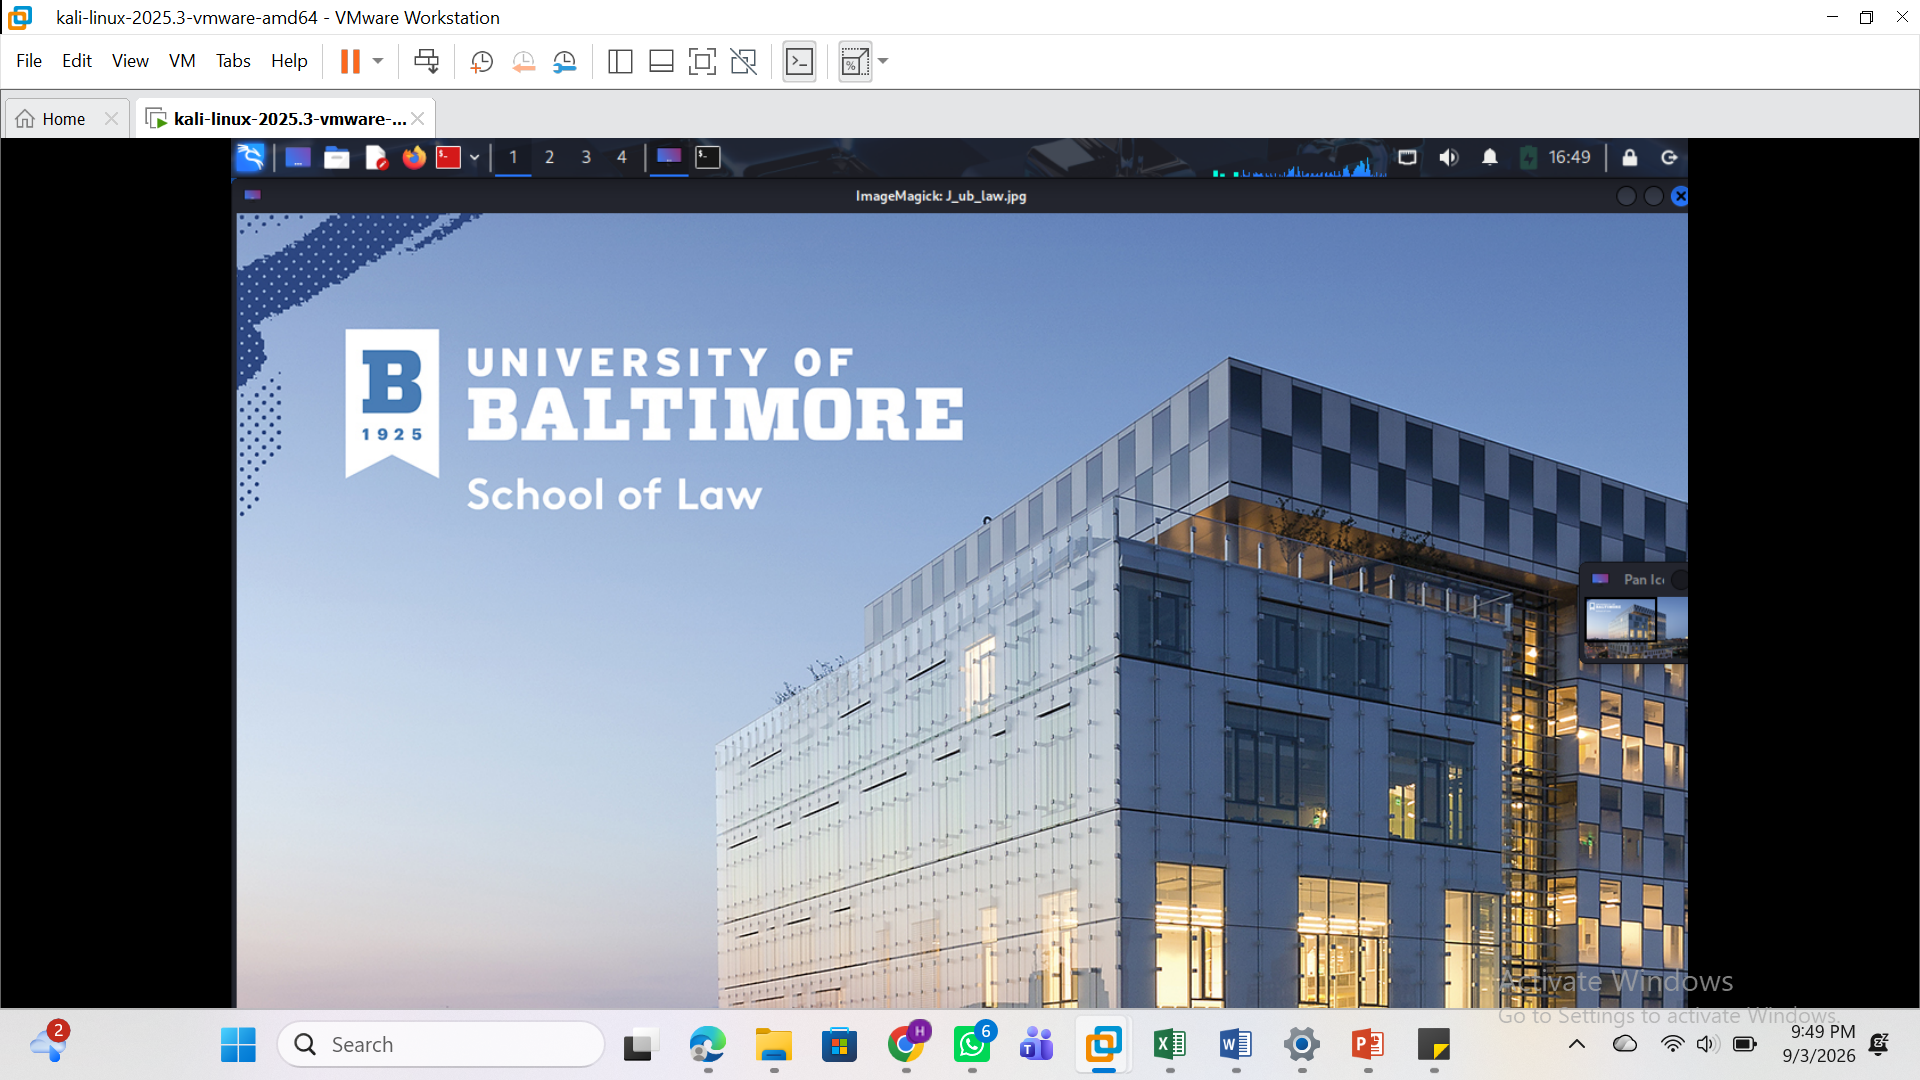 kali-linux-2025.3-vmware-amd64 - VMware Workstation
File Edit View VM Tabs Help
Home
kali-linux-2025.3-vmware-...
1 2 3 4
16:49
ImageMagick: J_ub_law.jpg
B
1925
UNIVERSITY OF
BALTIMORE
School of Law
Pan Ic
Activate Windows
Go to Settings to activate Windows.
2
Search
H
6
9:49 PM
9/3/2026